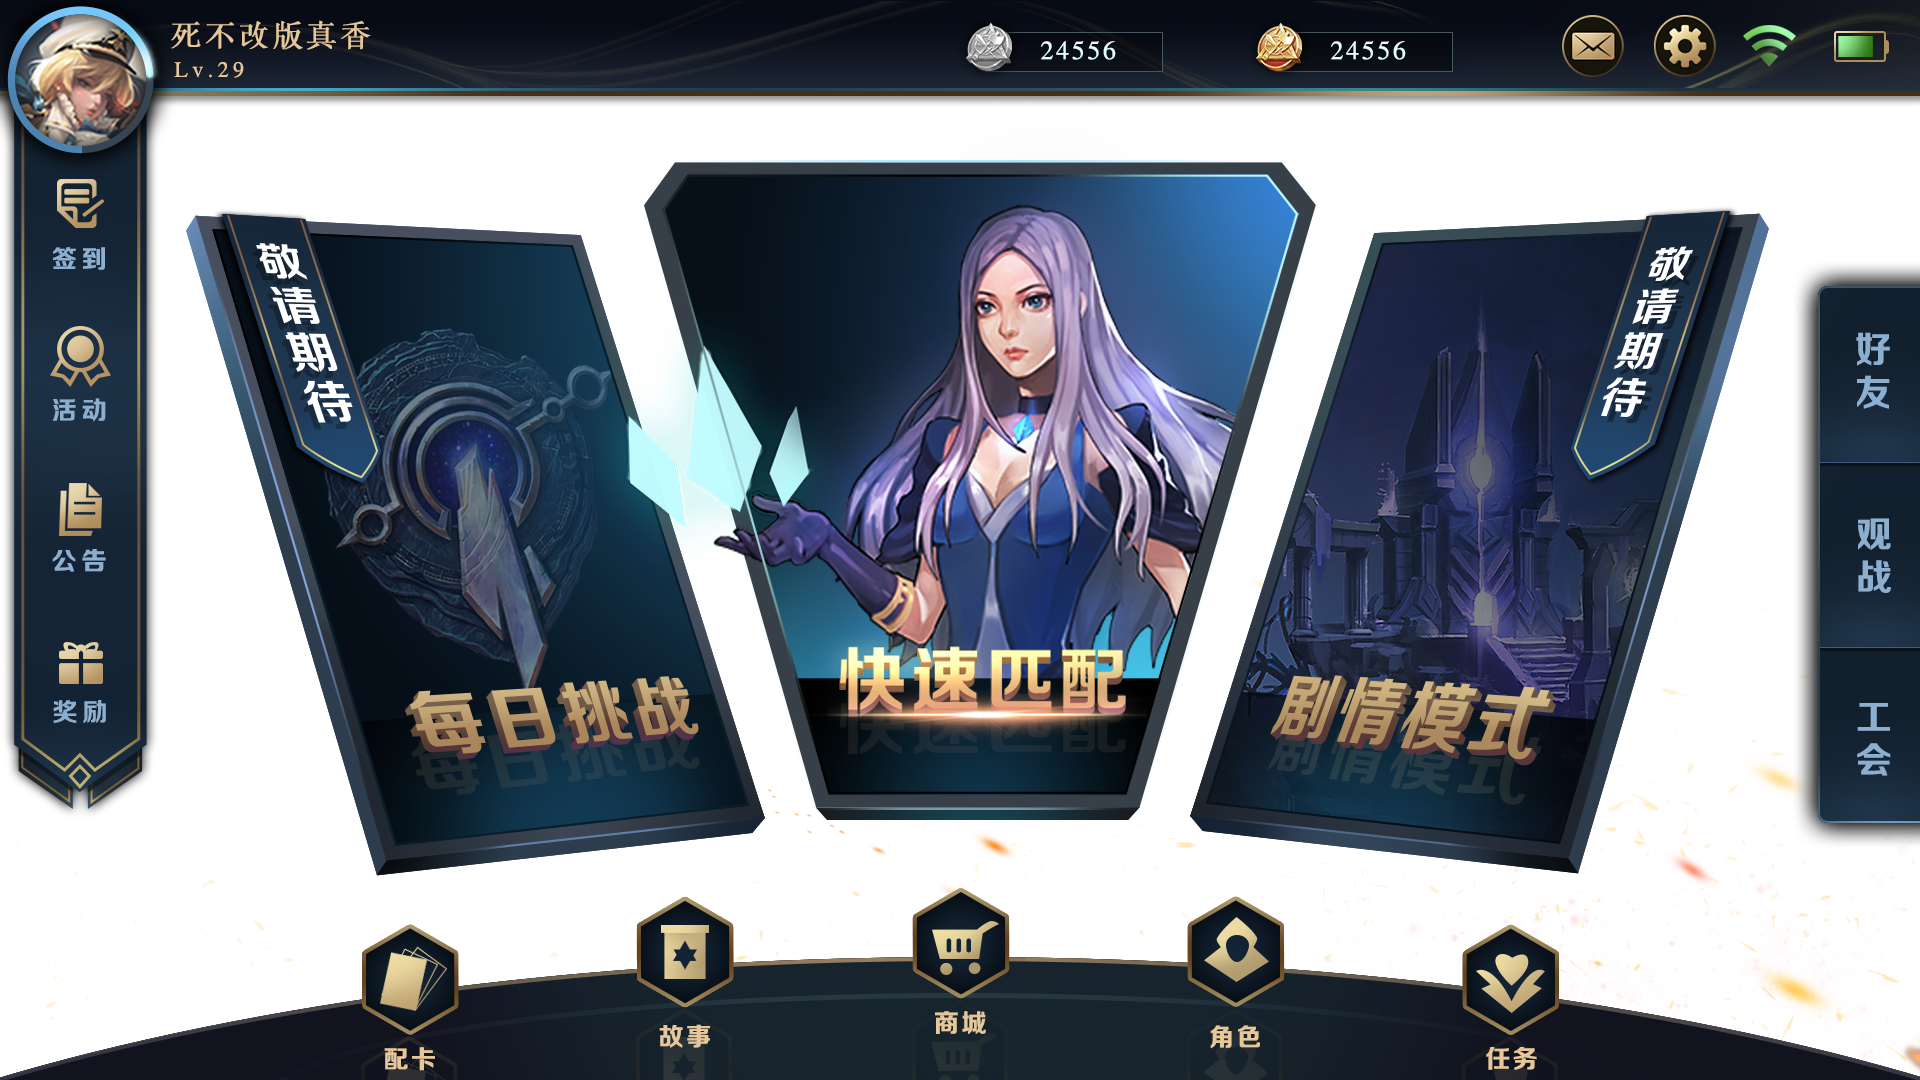 死不改版真香
Lv.29
24556
24556
签到
活动
公告
奖励
敬请期待
每日挑战
快速匹配
敬请期待
剧情模式
好友
观战
工会
配卡
故事
商城
角色
任务